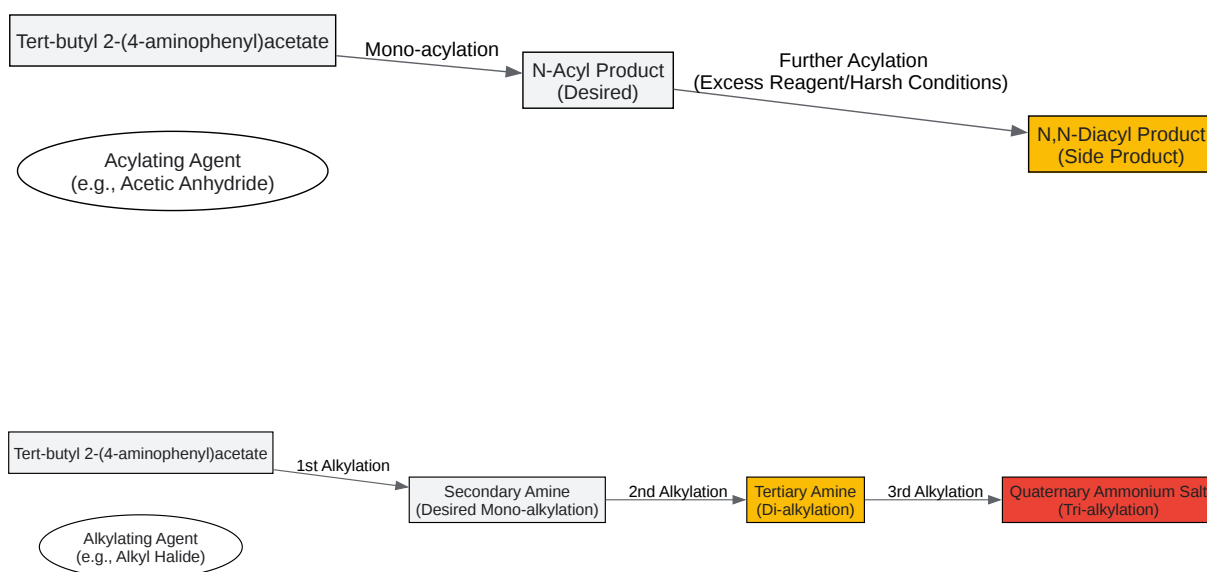 Tert-butyl 2-(4-aminophenyl)acetate
Mono-acylation
N-Acyl Product
(Desired)
Further Acylation
(Excess Reagent/Harsh Conditions)
N,N-Diacyl Product
(Side Product)
Acylating Agent
(e.g., Acetic Anhydride)
Tert-butyl 2-(4-aminophenyl)acetate
1st Alkylation
Secondary Amine
(Desired Mono-alkylation)
2nd Alkylation
Tertiary Amine
(Di-alkylation)
3rd Alkylation
Quaternary Ammonium Salt
(Tri-alkylation)
Alkylating Agent
(e.g., Alkyl Halide)